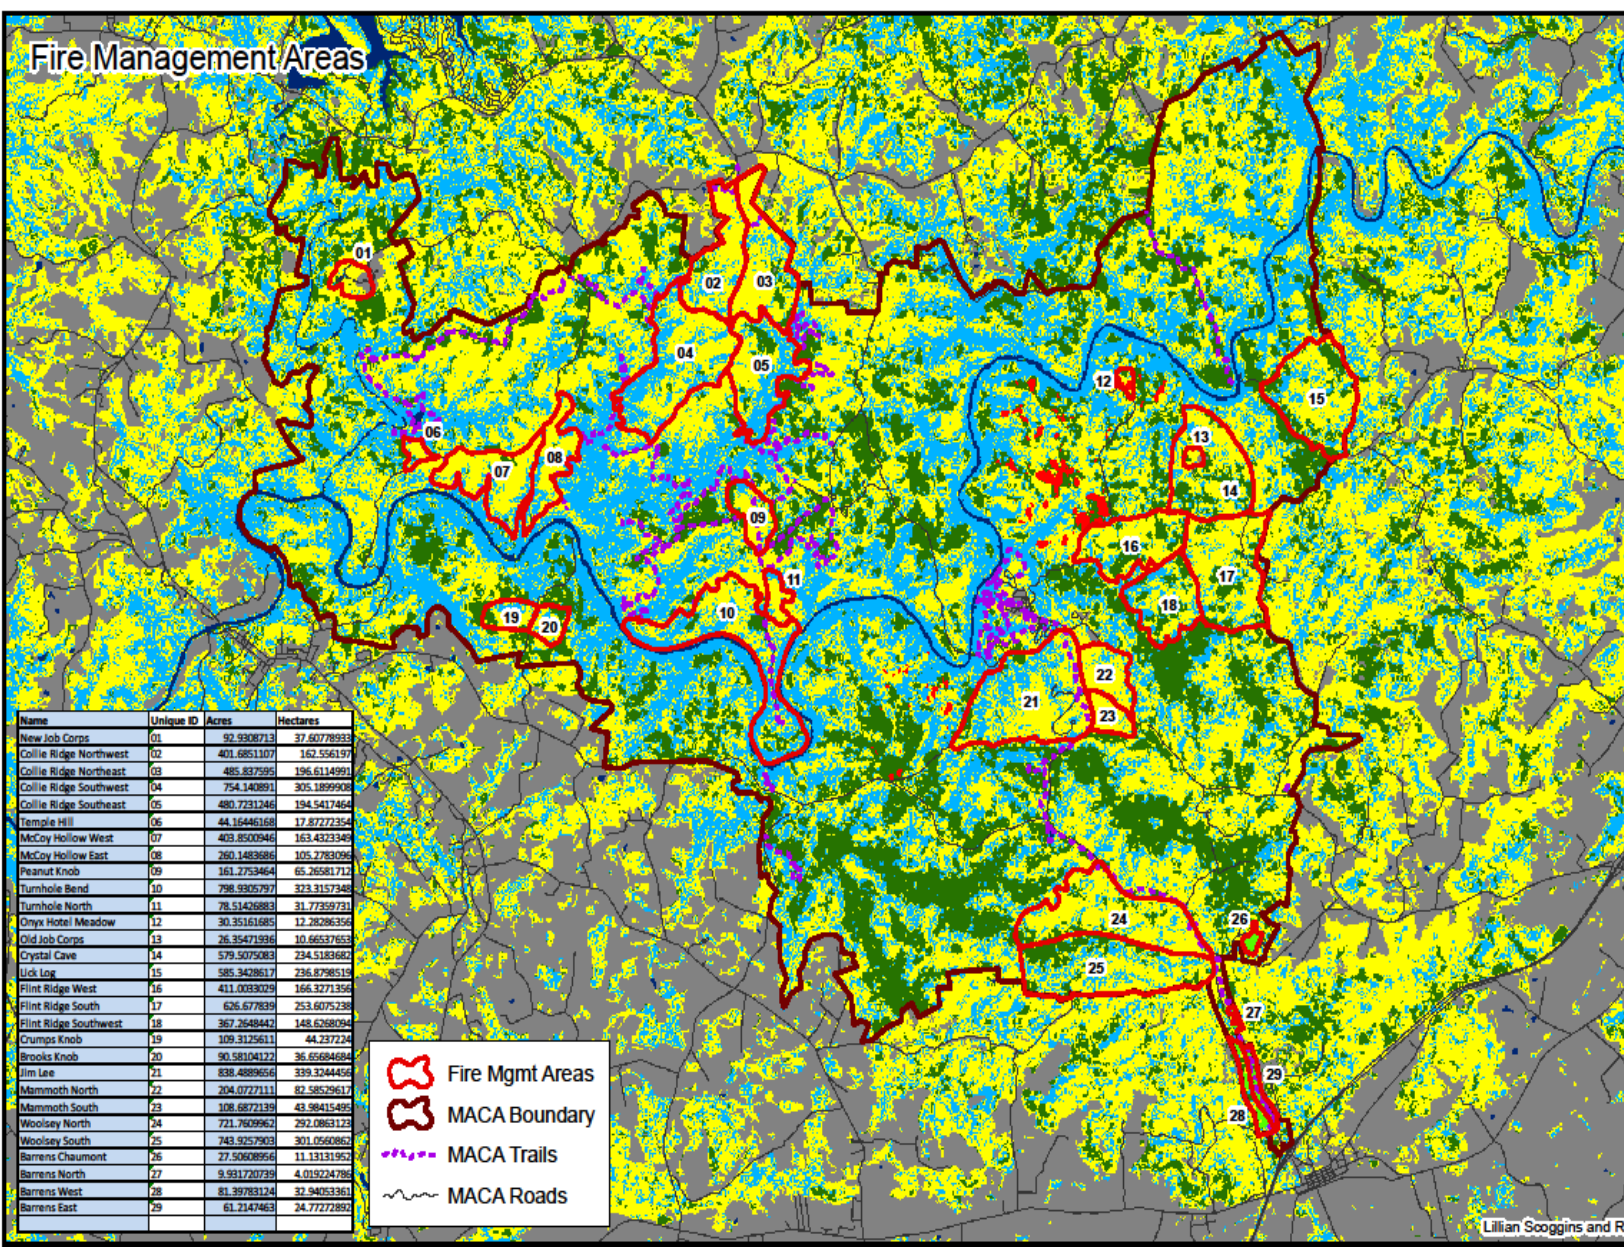 Fire Management Areas
01
02
03
04
05
06
07
08
09
10
11
12
13
14
15
16
17
18
19
20
21
22
23
24
25
26
27
28
29
Name Unique ID Acres Hectares
New Job Corps 01 92.9308713 37.60778933
Collie Ridge Northwest 02 401.6851107 162.556197
Collie Ridge Northeast 03 485.837595 196.6114991
Collie Ridge Southwest 04 754.140891 305.1899908
Collie Ridge Southeast 05 480.7231246 194.5417464
Temple Hill 06 44.16446168 17.87272354
McCoy Hollow West 07 403.8500946 163.4323349
McCoy Hollow East 08 260.1483686 105.2783096
Peanut Knob 09 161.2753464 65.26581712
Turnhole Bend 10 798.9305797 323.3157348
Turnhole North 11 78.51426883 31.77359731
Onyx Hotel Meadow 12 30.35161685 12.28286356
Old Job Corps 13 26.35471936 10.66537653
Crystal Cave 14 579.5075083 234.5183682
Lick Log 15 585.3428617 236.8798519
Flint Ridge West 16 411.0033029 166.3271356
Flint Ridge South 17 626.677839 253.6075238
Flint Ridge Southwest 18 367.2648442 148.6268094
Crumps Knob 19 109.3125611 44.237224
Brooks Knob 20 90.58104122 36.65684684
Jim Lee 21 838.4889656 339.3244456
Mammoth North 22 204.0727111 82.58529617
Mammoth South 23 108.6872139 43.98415495
Woolsey North 24 721.7609962 292.0863123
Woolsey South 25 743.9257903 301.0560862
Barrens Chaumont 26 27.50608956 11.13131952
Barrens North 27 9.931720739 4.019224786
Barrens West 28 81.39783124 32.94053361
Barrens East 29 61.2147463 24.77272892
Fire Mgmt Areas
MACA Boundary
MACA Trails
MACA Roads
Lillian Scoggins and R